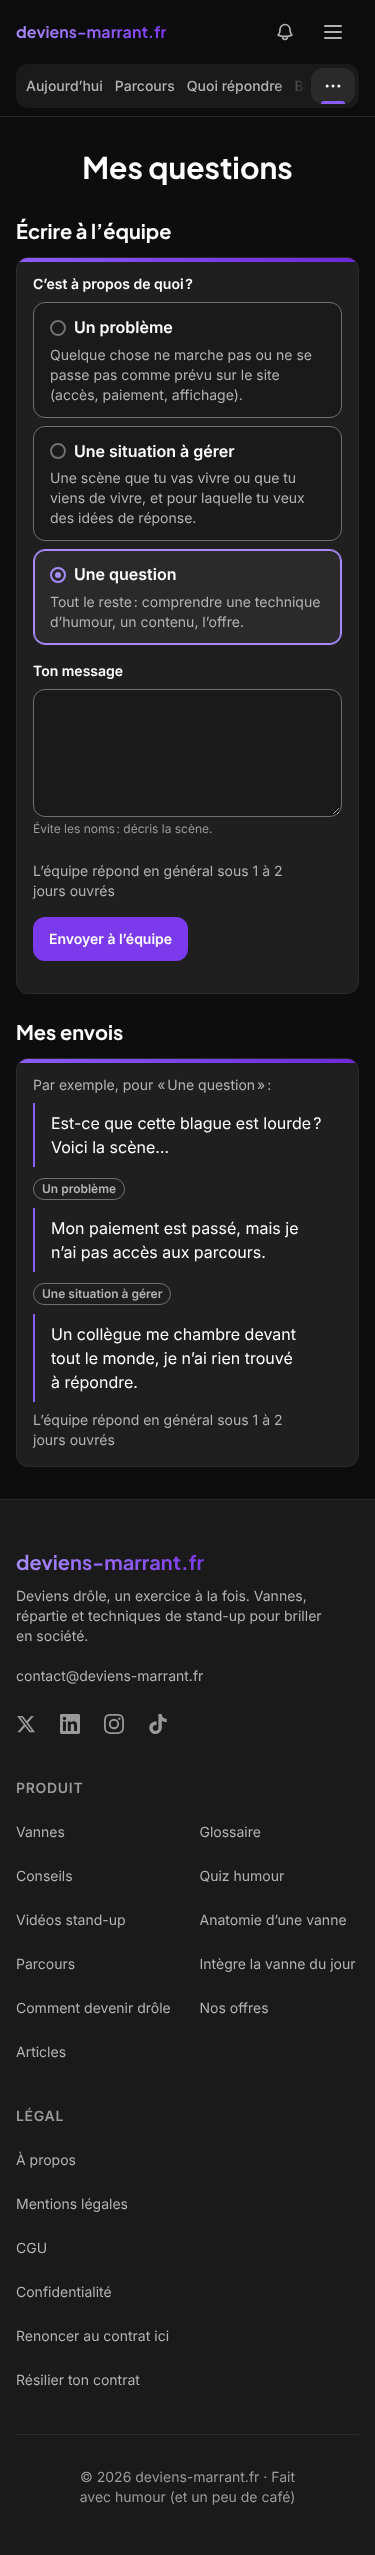 deviens-marrant.fr
Aujourd’hui Parcours Quoi répondre
Mes questions
Écrire à l’équipe
C’est à propos de quoi ?
Un problème
Quelque chose ne marche pas ou ne se
passe pas comme prévu sur le site
(accès, paiement, affichage).
Une situation à gérer
Une scène que tu vas vivre ou que tu
viens de vivre, et pour laquelle tu veux
des idées de réponse.
Une question
Tout le reste : comprendre une technique
d’humour, un contenu, l’offre.
Ton message
Évite les noms : décris la scène.
L’équipe répond en général sous 1 à 2
jours ouvrés
Envoyer à l’équipe
Mes envois
Par exemple, pour « Une question » :
Est-ce que cette blague est lourde ?
Voici la scène…
Un problème
Mon paiement est passé, mais je
n’ai pas accès aux parcours.
Une situation à gérer
Un collègue me chambre devant
tout le monde, je n’ai rien trouvé
à répondre.
L’équipe répond en général sous 1 à 2
jours ouvrés
deviens-marrant.fr
Deviens drôle, un exercice à la fois. Vannes,
répartie et techniques de stand-up pour briller
en société.
contact@deviens-marrant.fr
PRODUIT
Vannes Glossaire
Conseils Quiz humour
Vidéos stand-up Anatomie d’une vanne
Parcours Intègre la vanne du jour
Comment devenir drôle Nos offres
Articles
LÉGAL
À propos
Mentions légales
CGU
Confidentialité
Renoncer au contrat ici
Résilier ton contrat
© 2026 deviens-marrant.fr · Fait
avec humour (et un peu de café)